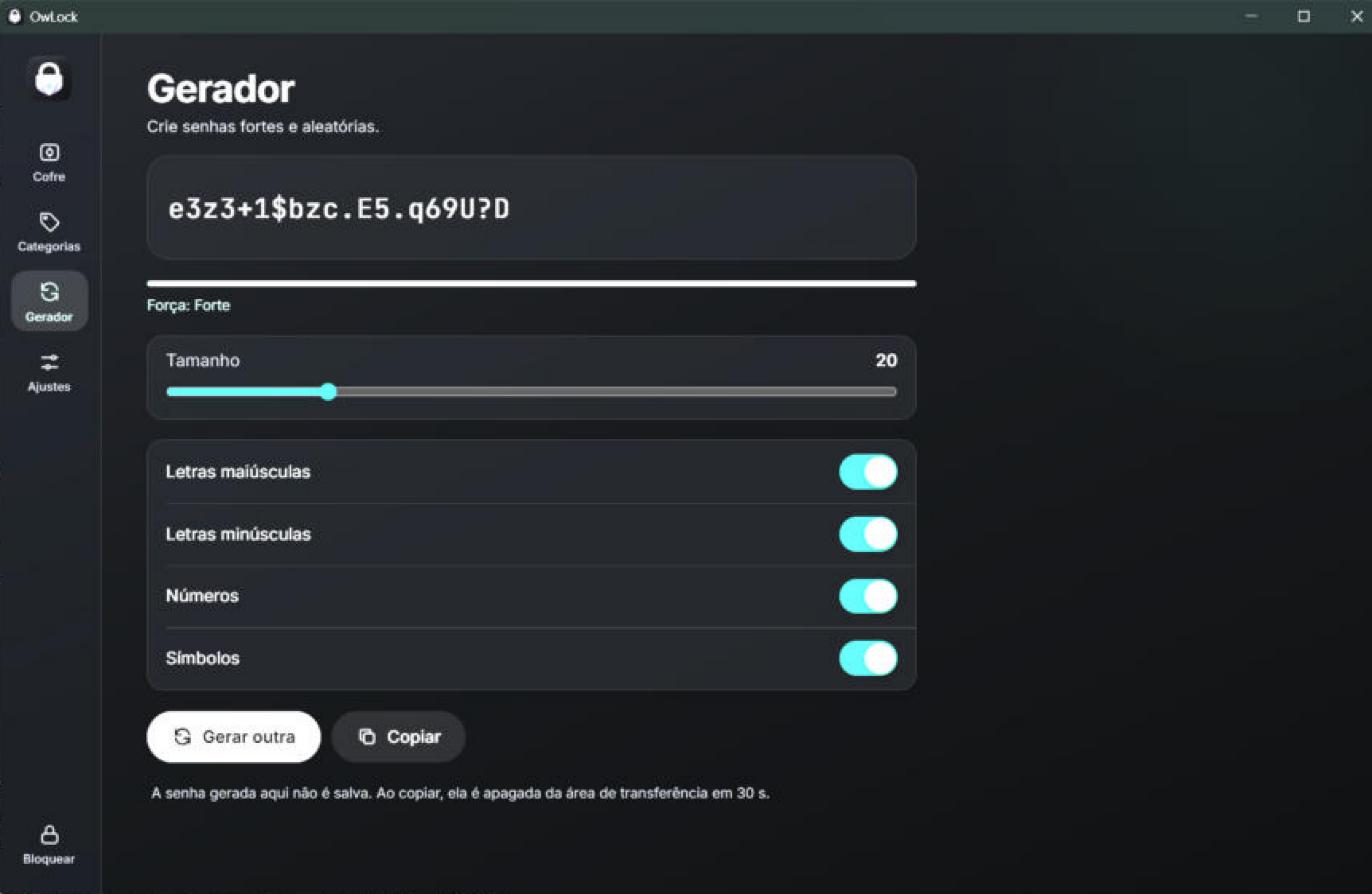 OwLock
Gerador
Crie senhas fortes e aleatórias.
Cofre
e3z3+1$bzc.E5.q69U?D
Categorias
Gerador
Força: Forte
Tamanho 20
Ajustes
Letras maiúsculas
Letras minúsculas
Números
Símbolos
Gerar outra Copiar
A senha gerada aqui não é salva. Ao copiar, ela é apagada da área de transferência em 30 s.
Bloquear